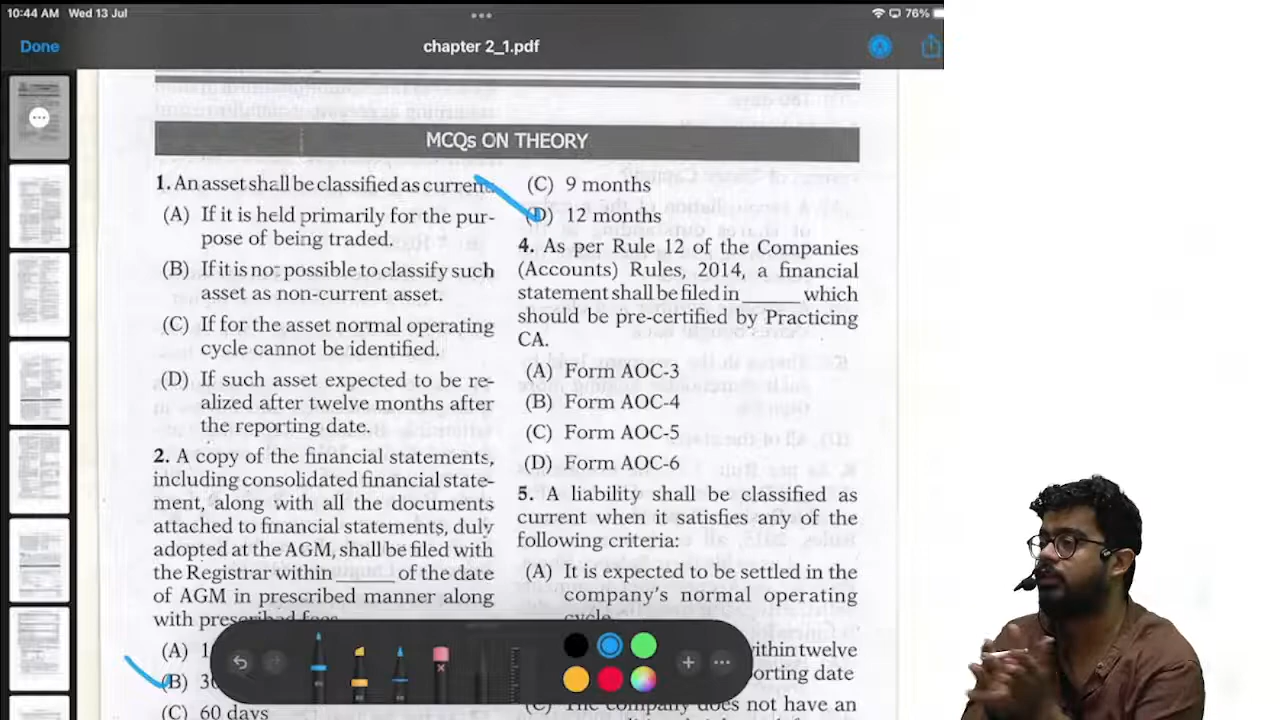 10:44 AM Wed 13 Jul
76%
Done
chapter 2_1.pdf
MCQs ON THEORY
1. An asset shall be classified as current
(A) If it is held primarily for the pur-
pose of being traded.
(B) If it is not possible to classify such
asset as non-current asset.
(C) If for the asset normal operating
cycle cannot be identified.
(D) If such asset expected to be re-
alized after twelve months after
the reporting date.
2. A copy of the financial statements,
including consolidated financial state-
ment, along with all the documents
attached to financial statements, duly
adopted at the AGM, shall be filed with
the Registrar within ______ of the date
of AGM in prescribed manner along
with prescribed fees
(A)
(B)
(C) 60 days
(C) 9 months
(D) 12 months
4. As per Rule 12 of the Companies
(Accounts) Rules, 2014, a financial
statement shall be filed in ______ which
should be pre-certified by Practicing
CA.
(A) Form AOC-3
(B) Form AOC-4
(C) Form AOC-5
(D) Form AOC-6
5. A liability shall be classified as
current when it satisfies any of the
following criteria:
(A) It is expected to be settled in the
company's normal operating
cycle
within twelve
date
(C) The company does not have an